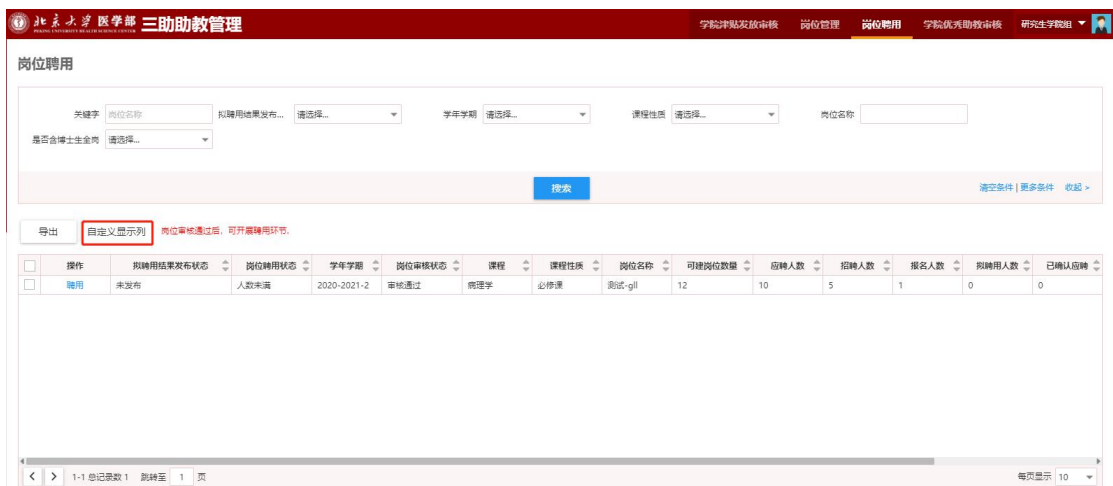 北京大学 医学部 三助助教管理 学院津贴发放审核 岗位管理 岗位聘用 学院优秀助教审核 研究生学院组
PEKING UNIVERSITY HEALTH SCIENCE CENTER
岗位聘用
关键字 岗位名称 拟聘用结果发布... 请选择... 学年学期 请选择... 课程性质 请选择... 岗位名称
是否含博士生全岗 请选择...
搜索 清空条件 | 更多条件 收起
导出 自定义显示列 岗位审核通过后,可开展聘用环节.
操作 拟聘用结果发布状态 岗位聘用状态 学年学期 岗位审核状态 课程 课程性质 岗位名称 可建岗位数量 应聘人数 招聘人数 报名人数 拟聘用人数 已确认应聘
聘用 未发布 人数未满 2020-2021-2 审核通过 病理学 必修课 测试-gll 12 10 5 1 0 0
1-1 总记录数 1 跳转至 1 页 每页显示 10